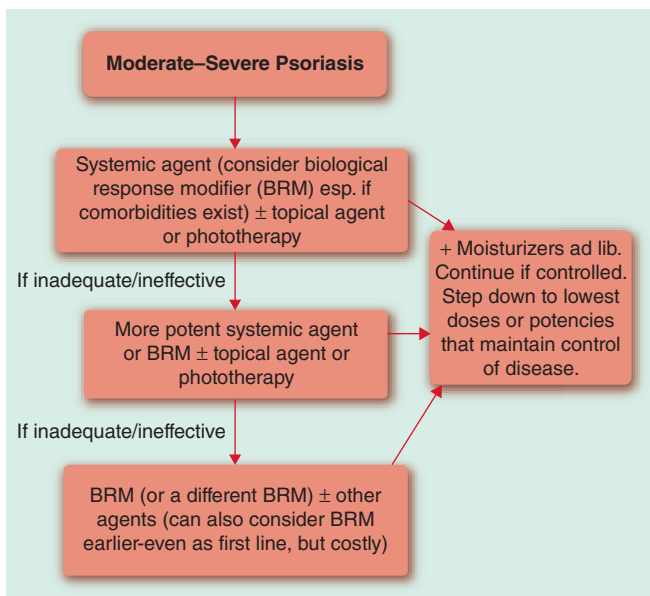 Moderate–Severe Psoriasis
Systemic agent (consider biological
response modifier (BRM) esp. if
comorbidities exist) ± topical agent
or phototherapy
+ Moisturizers ad lib.
Continue if controlled.
Step down to lowest
doses or potencies
that maintain control
of disease.
If inadequate/ineffective
More potent systemic agent
or BRM ± topical agent or
phototherapy
If inadequate/ineffective
BRM (or a different BRM) ± other
agents (can also consider BRM
earlier-even as first line, but costly)